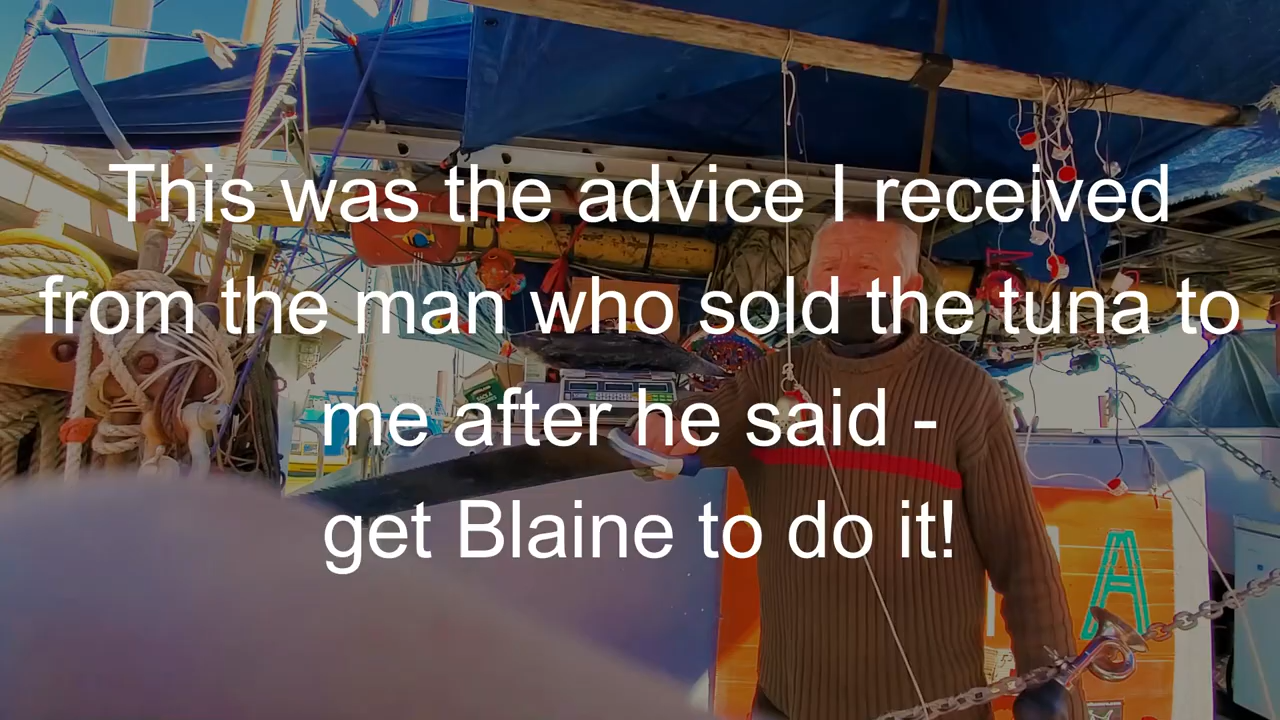 This was the advice I received
from the man who sold the tuna to
me after he said -
get Blaine to do it!
A